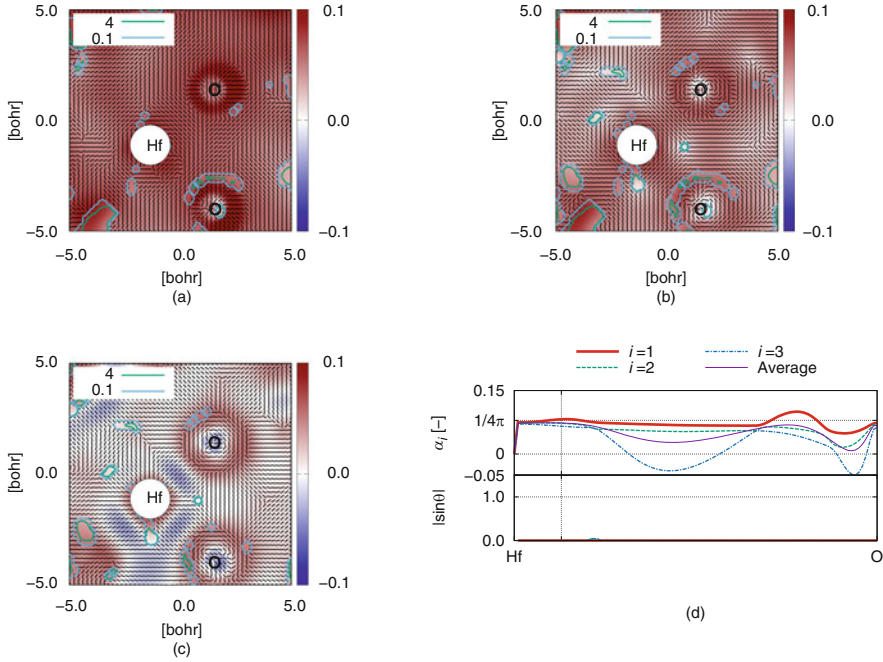 4
0.1
5.0
0.0
−5.0
[bohr]
−5.0
0.0
5.0
[bohr]
0.1
0.0
−0.1
Hf
O
O
(a)
4
0.1
5.0
0.0
−5.0
[bohr]
−5.0
0.0
5.0
[bohr]
0.1
0.0
−0.1
Hf
O
O
(b)
4
0.1
5.0
0.0
−5.0
[bohr]
−5.0
0.0
5.0
[bohr]
0.1
0.0
−0.1
Hf
O
O
(c)
i=1
i=2
i=3
Average
0.15
1/4π
0
−0.05
αi [−]
1.0
0.0
|sinθ|
Hf
O
(d)